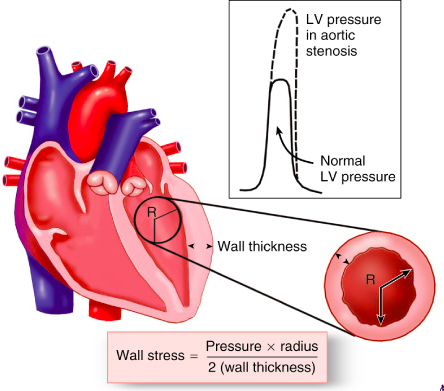 LV pressure
in aortic
stenosis
Normal
LV pressure
R
Wall thickness
R
Wall stress = Pressure × radius / 2 (wall thickness)